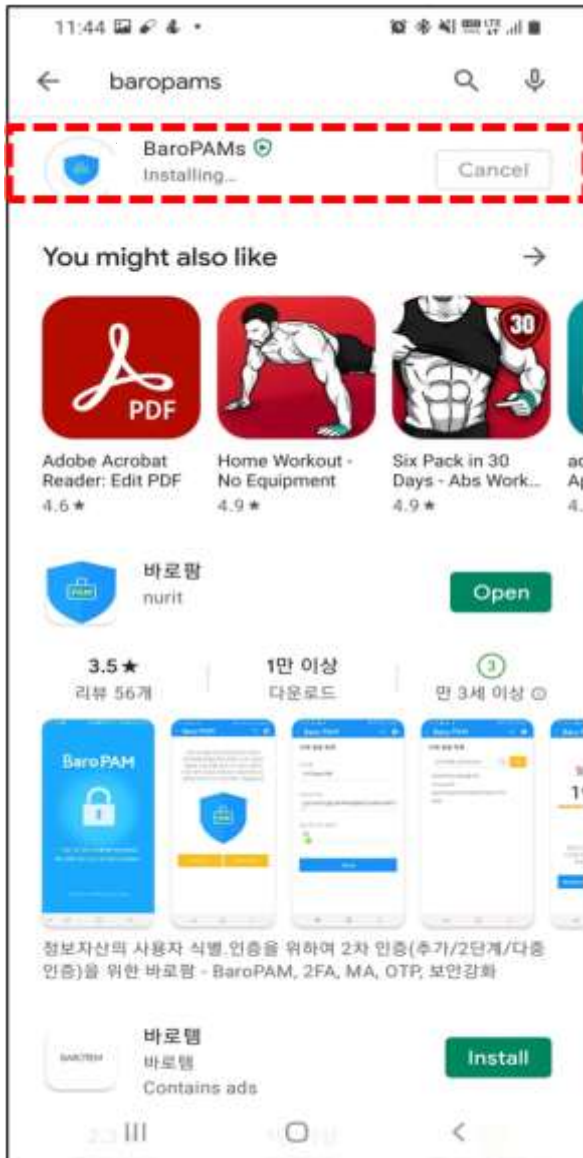 11:44
baropams
BaroPAMs
Installing...
Cancel
You might also like
PDF
30
Adobe Acrobat
Reader: Edit PDF
4.6★
Home Workout -
No Equipment
4.9★
Six Pack in 30
Days - Abs Work...
4.9★
바로팜
nurit
Open
3.5★
리뷰 56개
1만 이상
다운로드
3
만 3세 이상
BaroPAM
정보자산의 사용자 식별.인증을 위하여 2차 인증(추가/2단계/다중
인증)을 위한 바로팜 - BaroPAM, 2FA, MA, OTP, 보안강화
바로템
바로템
Contains ads
Install